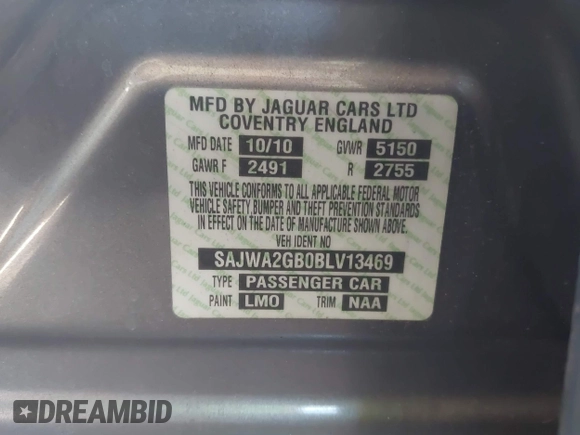 MFD BY JAGUAR CARS LTD
COVENTRY ENGLAND
MFD DATE 10/10 GVWR 5150
GAWR F 2491 R 2755
THIS VEHICLE CONFORMS TO ALL APPLICABLE FEDERAL MOTOR
VEHICLE SAFETY, BUMPER AND THEFT PREVENTION STANDARDS
IN EFFECT ON THE DATE OF MANUFACTURE SHOWN ABOVE.
VEH IDENT NO
SAJWA2GB0BLV13469
TYPE PASSENGER CAR
PAINT LMO TRIM NAA
DREAMBID